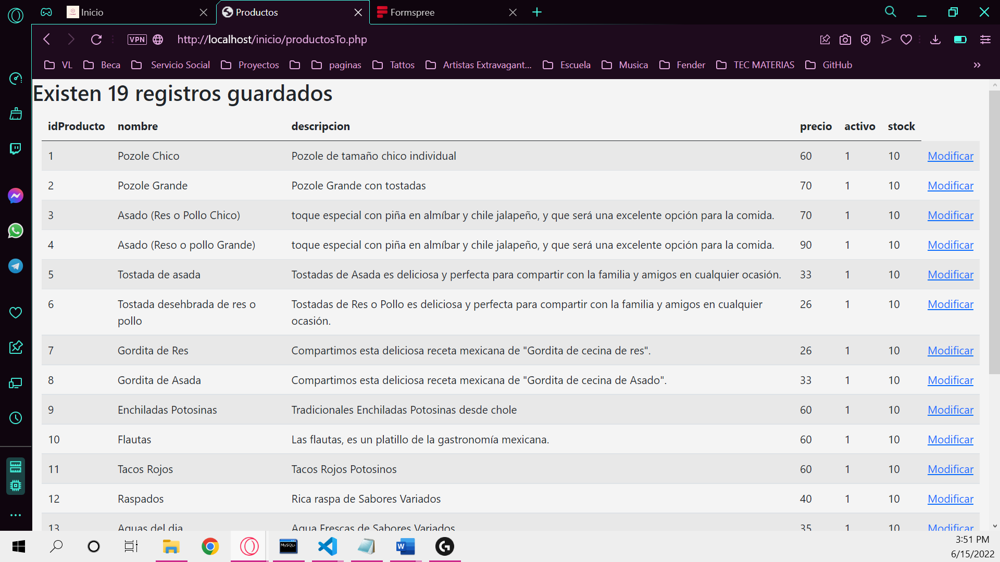 Inicio
Productos
Formspree
VPN
http://localhost/inicio/productosTo.php
VL Beca Servicio Social Proyectos paginas Tattos Artistas Extravagant... Escuela Musica Fender TEC MATERIAS GitHub
Existen 19 registros guardados
idProducto nombre descripcion precio activo stock
1 Pozole Chico Pozole de tamaño chico individual 60 1 10 Modificar
2 Pozole Grande Pozole Grande con tostadas 70 1 10 Modificar
3 Asado (Res o Pollo Chico) toque especial con piña en almíbar y chile jalapeño, y que será una excelente opción para la comida. 70 1 10 Modificar
4 Asado (Reso o pollo Grande) toque especial con piña en almíbar y chile jalapeño, y que será una excelente opción para la comida. 90 1 10 Modificar
5 Tostada de asada Tostadas de Asada es deliciosa y perfecta para compartir con la familia y amigos en cualquier ocasión. 33 1 10 Modificar
6 Tostada desehbrada de res o Tostadas de Res o Pollo es deliciosa y perfecta para compartir con la familia y amigos en cualquier 26 1 10 Modificar
pollo ocasión.
7 Gordita de Res Compartimos esta deliciosa receta mexicana de "Gordita de cecina de res". 26 1 10 Modificar
8 Gordita de Asada Compartimos esta deliciosa receta mexicana de "Gordita de cecina de Asado". 33 1 10 Modificar
9 Enchiladas Potosinas Tradicionales Enchiladas Potosinas desde chole 60 1 10 Modificar
10 Flautas Las flautas, es un platillo de la gastronomía mexicana. 60 1 10 Modificar
11 Tacos Rojos Tacos Rojos Potosinos 60 1 10 Modificar
12 Raspados Rica raspa de Sabores Variados 40 1 10 Modificar
13 Aguas del dia Agua Frescas de Sabores Variados 35 1 10 Modificar
MySQL
W
3:51 PM
6/15/2022